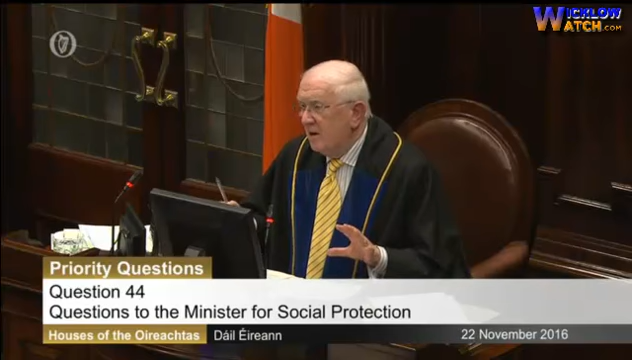 WICKLOW
WATCH.COM
Priority Questions
Question 44
Questions to the Minister for Social Protection
Houses of the Oireachtas Dáil Éireann 22 November 2016